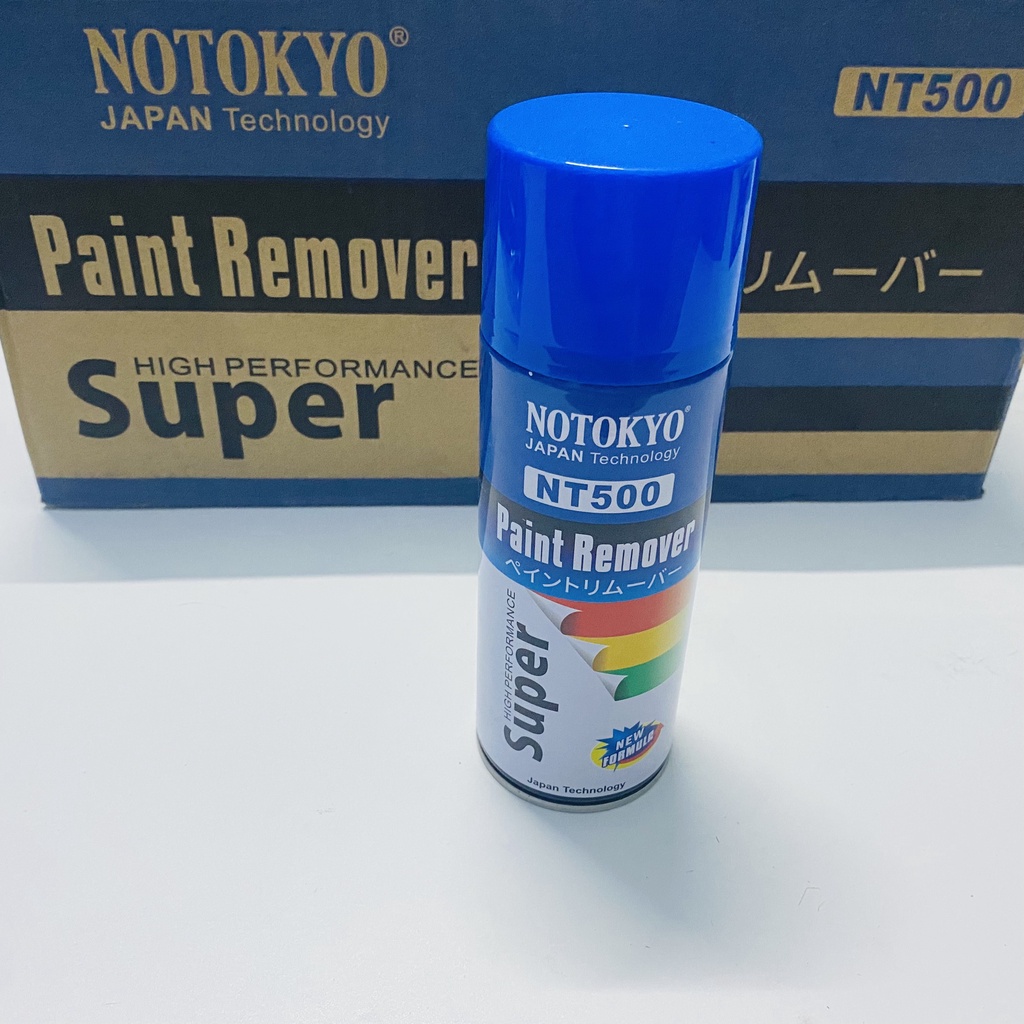 NOTOKYO®
JAPAN Technology
NT500
Paint Remover
リムーバー
HIGH PERFORMANCE
Super
NOTOKYO®
JAPAN Technology
NT500
Paint Remover
ペイントリムーバー
HIGH PERFORMANCE
Super
NEW
FORMULA
Japan Technology